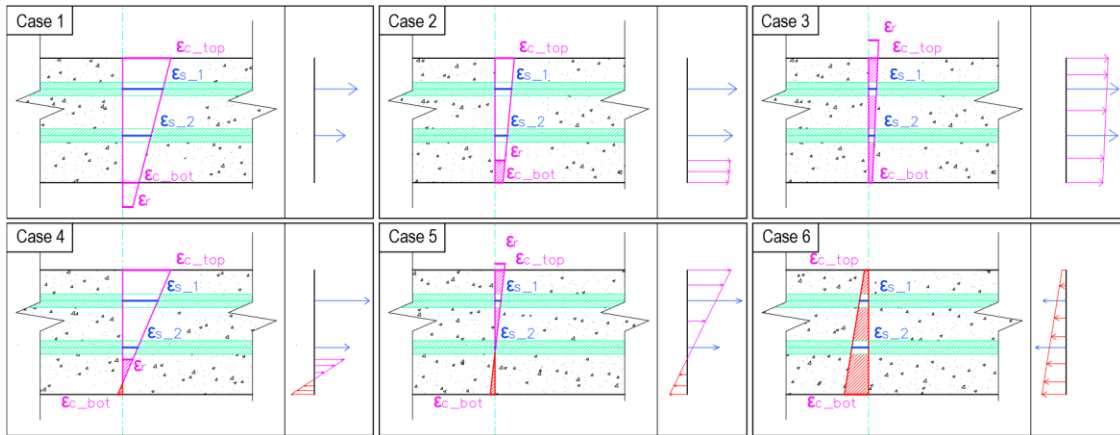 Case 1
εc_top
εs_1
εs_2
εc_bot
εr
Case 2
εc_top
εs_1
εs_2
εr
εc_bot
Case 3
εr
εc_top
εs_1
εs_2
εc_bot
Case 4
εc_top
εs_1
εs_2
εr
εc_bot
Case 5
εr
εc_top
εs_1
εs_2
εc_bot
Case 6
εc_top
εs_1
εs_2
εc_bot